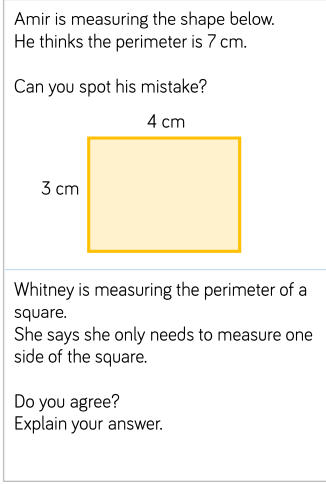 Amir is measuring the shape below.
He thinks the perimeter is 7 cm.
Can you spot his mistake?
4 cm
3 cm
Whitney is measuring the perimeter of a
square.
She says she only needs to measure one
side of the square.
Do you agree?
Explain your answer.